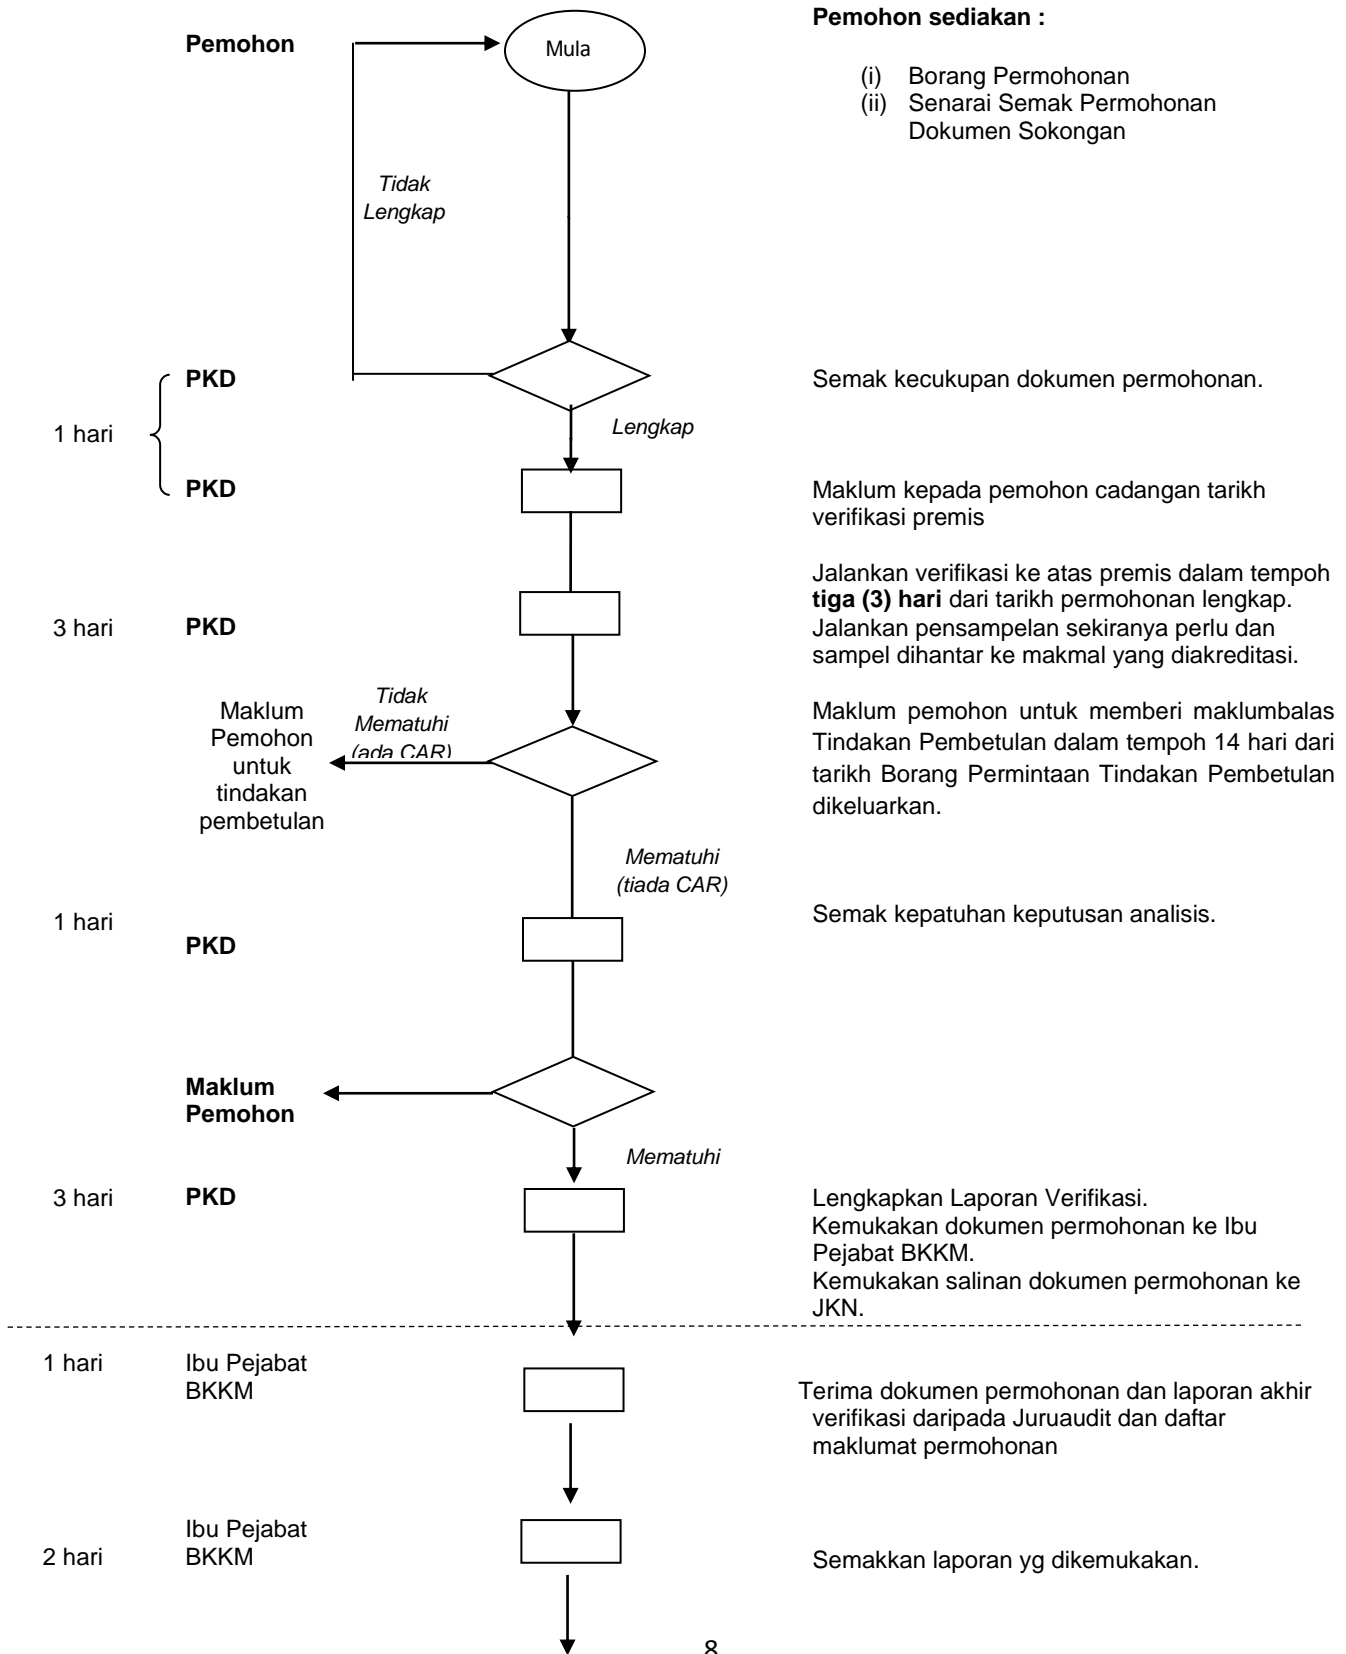 Pemohon sediakan :
Pemohon
Mula
(i) Borang Permohonan
(ii) Senarai Semak Permohonan
Dokumen Sokongan
Tidak
Lengkap
PKD
Semak kecukupan dokumen permohonan.
1 hari
Lengkap
PKD
Maklum kepada pemohon cadangan tarikh
verifikasi premis
3 hari
PKD
Jalankan verifikasi ke atas premis dalam tempoh
tiga (3) hari dari tarikh permohonan lengkap.
Jalankan pensampelan sekiranya perlu dan
sampel dihantar ke makmal yang diakreditasi.
Maklum
Pemohon
untuk
tindakan
pembetulan
Tidak
Mematuhi
(ada CAR)
Maklum pemohon untuk memberi maklumbalas
Tindakan Pembetulan dalam tempoh 14 hari dari
tarikh Borang Permintaan Tindakan Pembetulan
dikeluarkan.
Mematuhi
(tiada CAR)
1 hari
PKD
Semak kepatuhan keputusan analisis.
Maklum
Pemohon
Mematuhi
3 hari
PKD
Lengkapkan Laporan Verifikasi.
Kemukakan dokumen permohonan ke Ibu
Pejabat BKKM.
Kemukakan salinan dokumen permohonan ke
JKN.
1 hari
Ibu Pejabat
BKKM
Terima dokumen permohonan dan laporan akhir
verifikasi daripada Juruaudit dan daftar
maklumat permohonan
2 hari
Ibu Pejabat
BKKM
Semakkan laporan yg dikemukakan.
8